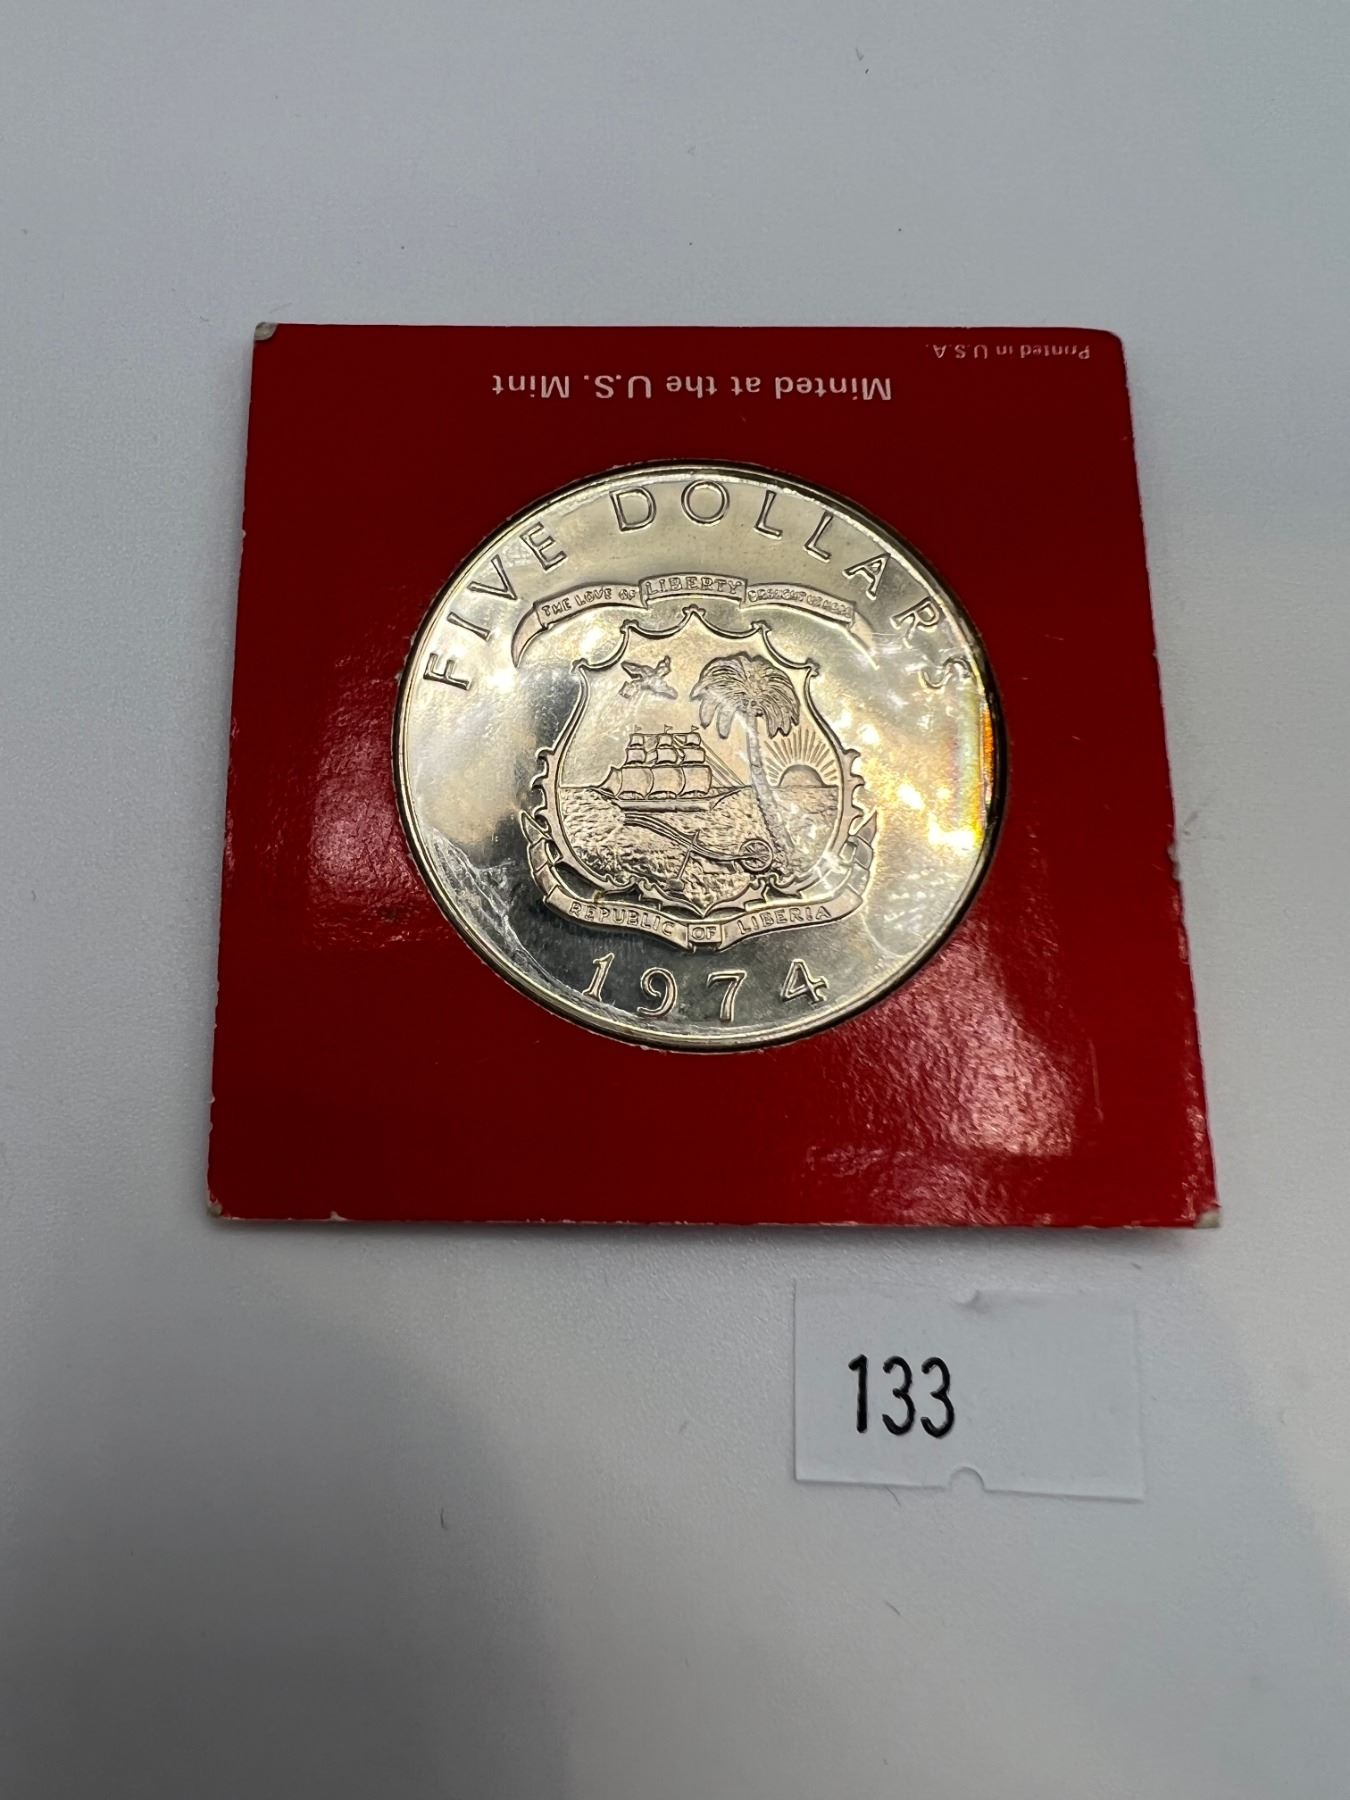 Printed in U.S.A.
Minted at the U.S. Mint
FIVE DOLLARS
THE LOVE OF LIBERTY BROUGHT US HERE
REPUBLIC OF LIBERIA
1974
133